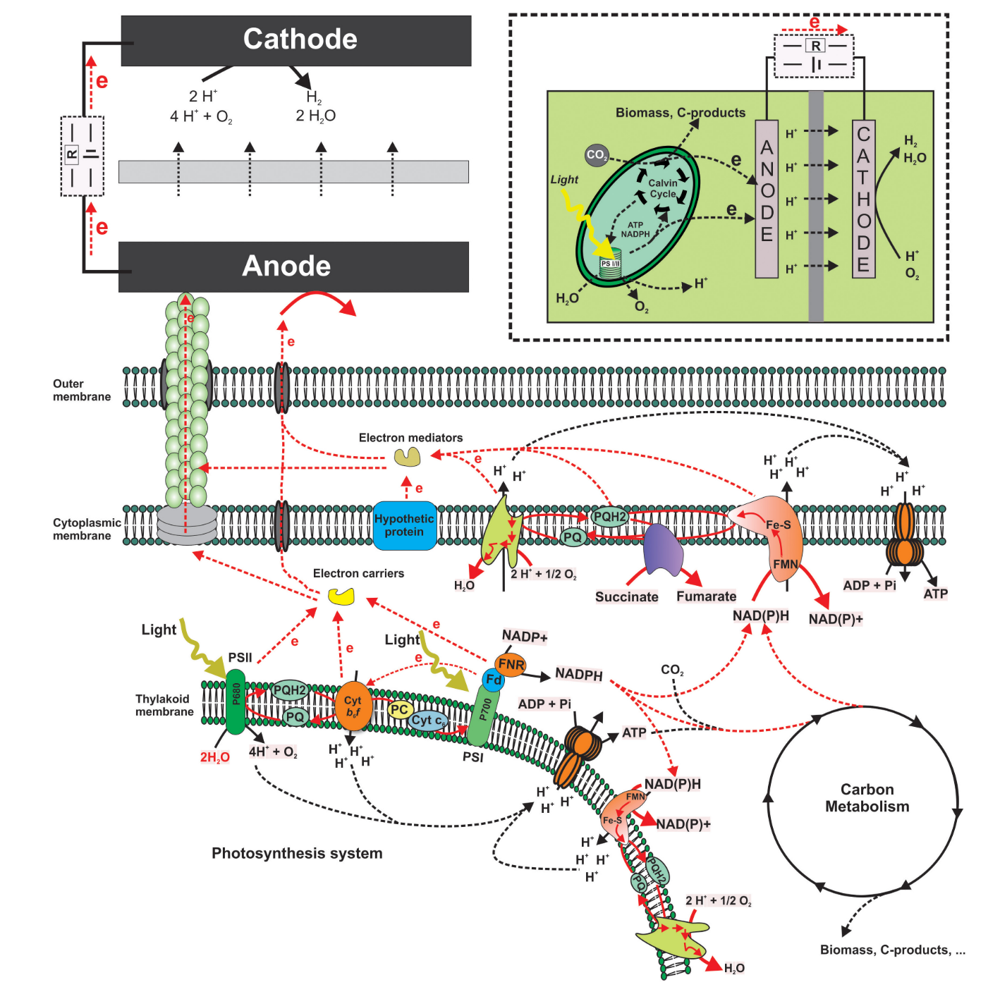 Cathode
e
2 H⁺
H₂
4 H⁺ + O₂
2 H₂O
R
e
Anode
e
R
Biomass, C-products
CO₂
Light
Calvin
Cycle
ATP
NADPH
PS I/II
H₂O
O₂
H⁺
e
e
ANODE
H⁺
H⁺
H⁺
H⁺
H⁺
CATHODE
H₂
H₂O
H⁺
O₂
e
e
Outer
membrane
Electron mediators
e
e
H⁺
H⁺
H⁺
H⁺
H⁺
H⁺
H⁺
H⁺
H⁺
Cytoplasmic
membrane
Hypothetic
protein
PQH2
PQ
Fe-S
FMN
H₂O
2 H⁺ + 1/2 O₂
Succinate
Fumarate
NAD(P)H
NAD(P)+
ADP + Pi
ATP
Electron carriers
e
e
e
e
Light
Light
PSII
P680
Thylakoid
membrane
PQH2
PQ
Cyt
b₆f
PC
Cyt c₆
P700
PSI
Fd
FNR
NADP+
NADPH
2H₂O
4H⁺ + O₂
H⁺
H⁺
H⁺
H⁺
ADP + Pi
ATP
CO₂
H⁺
H⁺
H⁺
NAD(P)H
FMN
Fe-S
NAD(P)+
H⁺
H⁺
H⁺
H⁺
PQH2
PQ
2 H⁺ + 1/2 O₂
H₂O
Carbon
Metabolism
Photosynthesis system
Biomass, C-products, ...